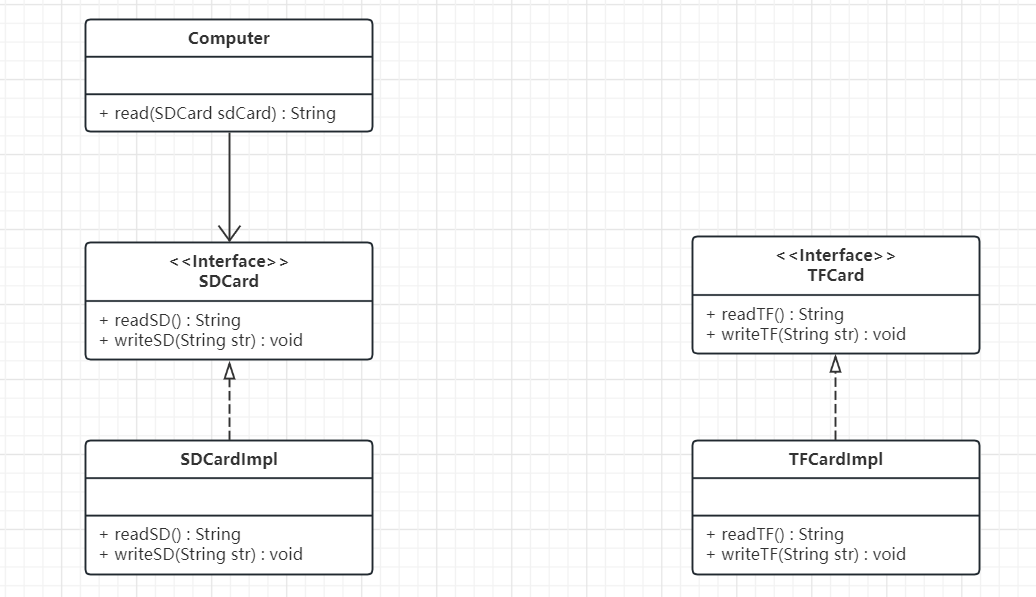 Computer
+ read(SDCard sdCard) : String
<<Interface>>
SDCard
+ readSD() : String
+ writeSD(String str) : void
<<Interface>>
TFCard
+ readTF() : String
+ writeTF(String str) : void
SDCardImpl
+ readSD() : String
+ writeSD(String str) : void
TFCardImpl
+ readTF() : String
+ writeTF(String str) : void